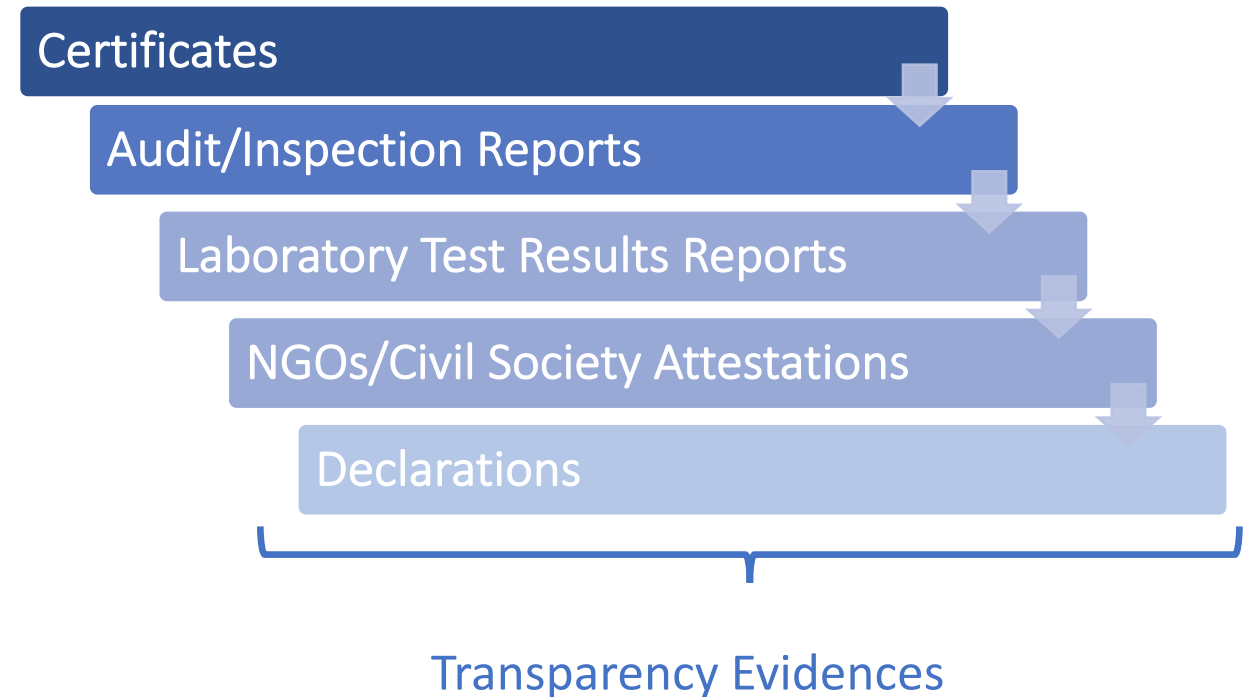 Certificates
Audit/Inspection Reports
Laboratory Test Results Reports
NGOs/Civil Society Attestations
Declarations
Transparency Evidences